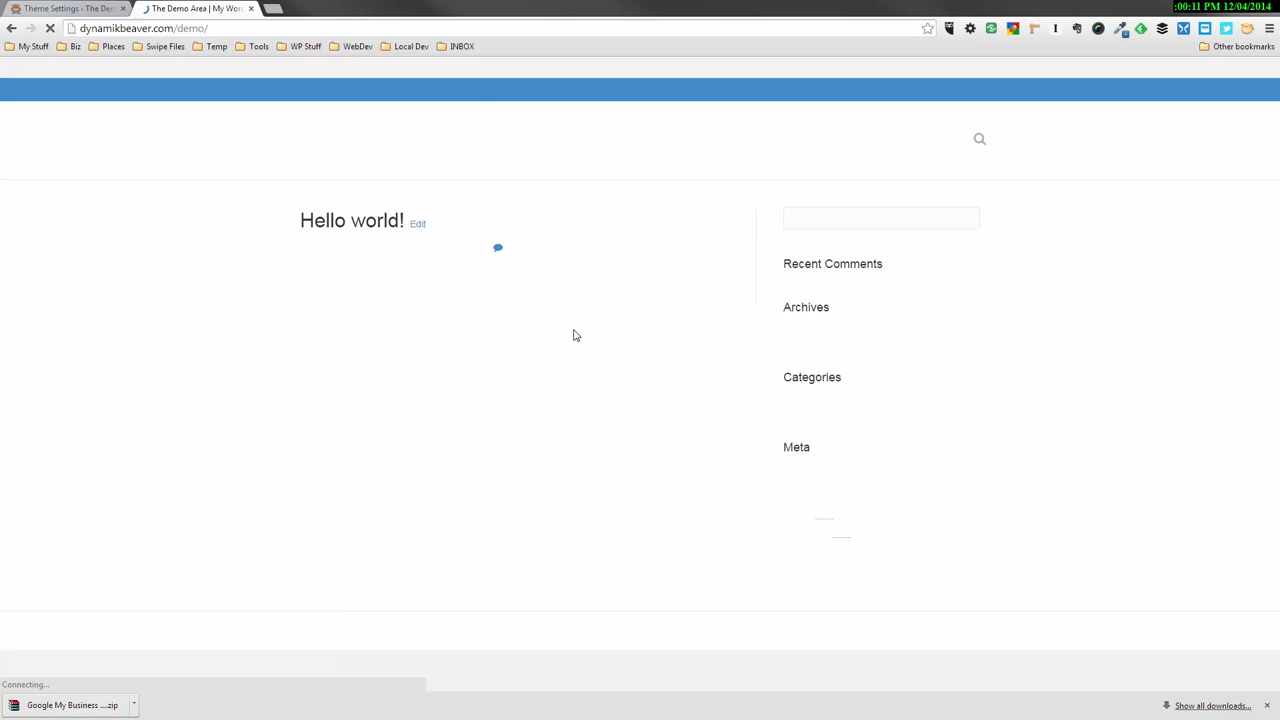 :00:11 PM 12/04/2014
Theme Settings ‹ The De
The Demo Area | My Wor
dynamikbeaver.com/demo/
My Stuff Biz Places Swipe Files Temp Tools WP Stuff WebDev Local Dev INBOX Other bookmarks
Hello world! Edit
Recent Comments
Archives
Categories
Meta
Connecting...
Google My Business ....zip
Show all downloads...